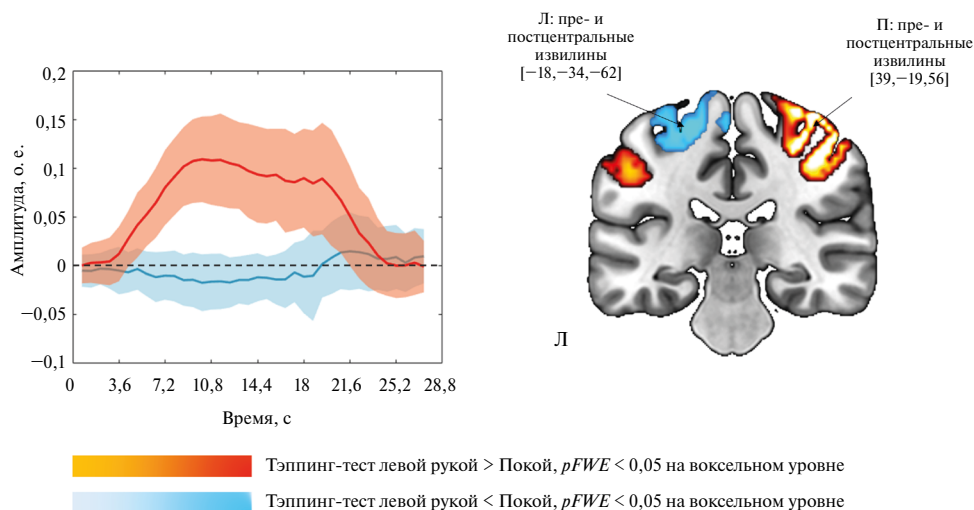 Л: пре- и
постцентральные
извилины
[−18,−34,−62]
П: пре- и
постцентральные
извилины
[39,−19,56]
0,2
0,15
0,1
0,05
0
−0,05
−0,1
Амплитуда, о. е.
0 3,6 7,2 10,8 14,4 18 21,6 25,2 28,8
Время, с
Л
Тэппинг-тест левой рукой > Покой, pFWE < 0,05 на воксельном уровне
Тэппинг-тест левой рукой < Покой, pFWE < 0,05 на воксельном уровне